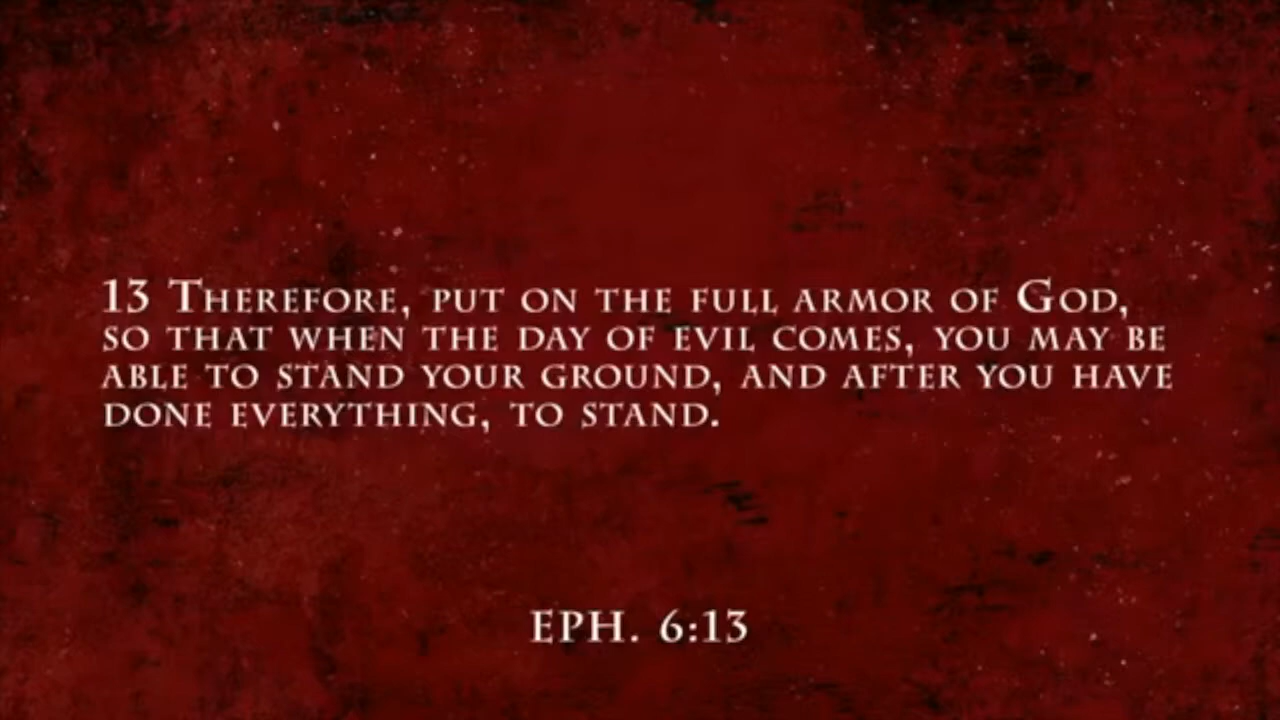 13 Therefore, put on the full armor of God,
so that when the day of evil comes, you may be
able to stand your ground, and after you have
done everything, to stand.
EPH. 6:13